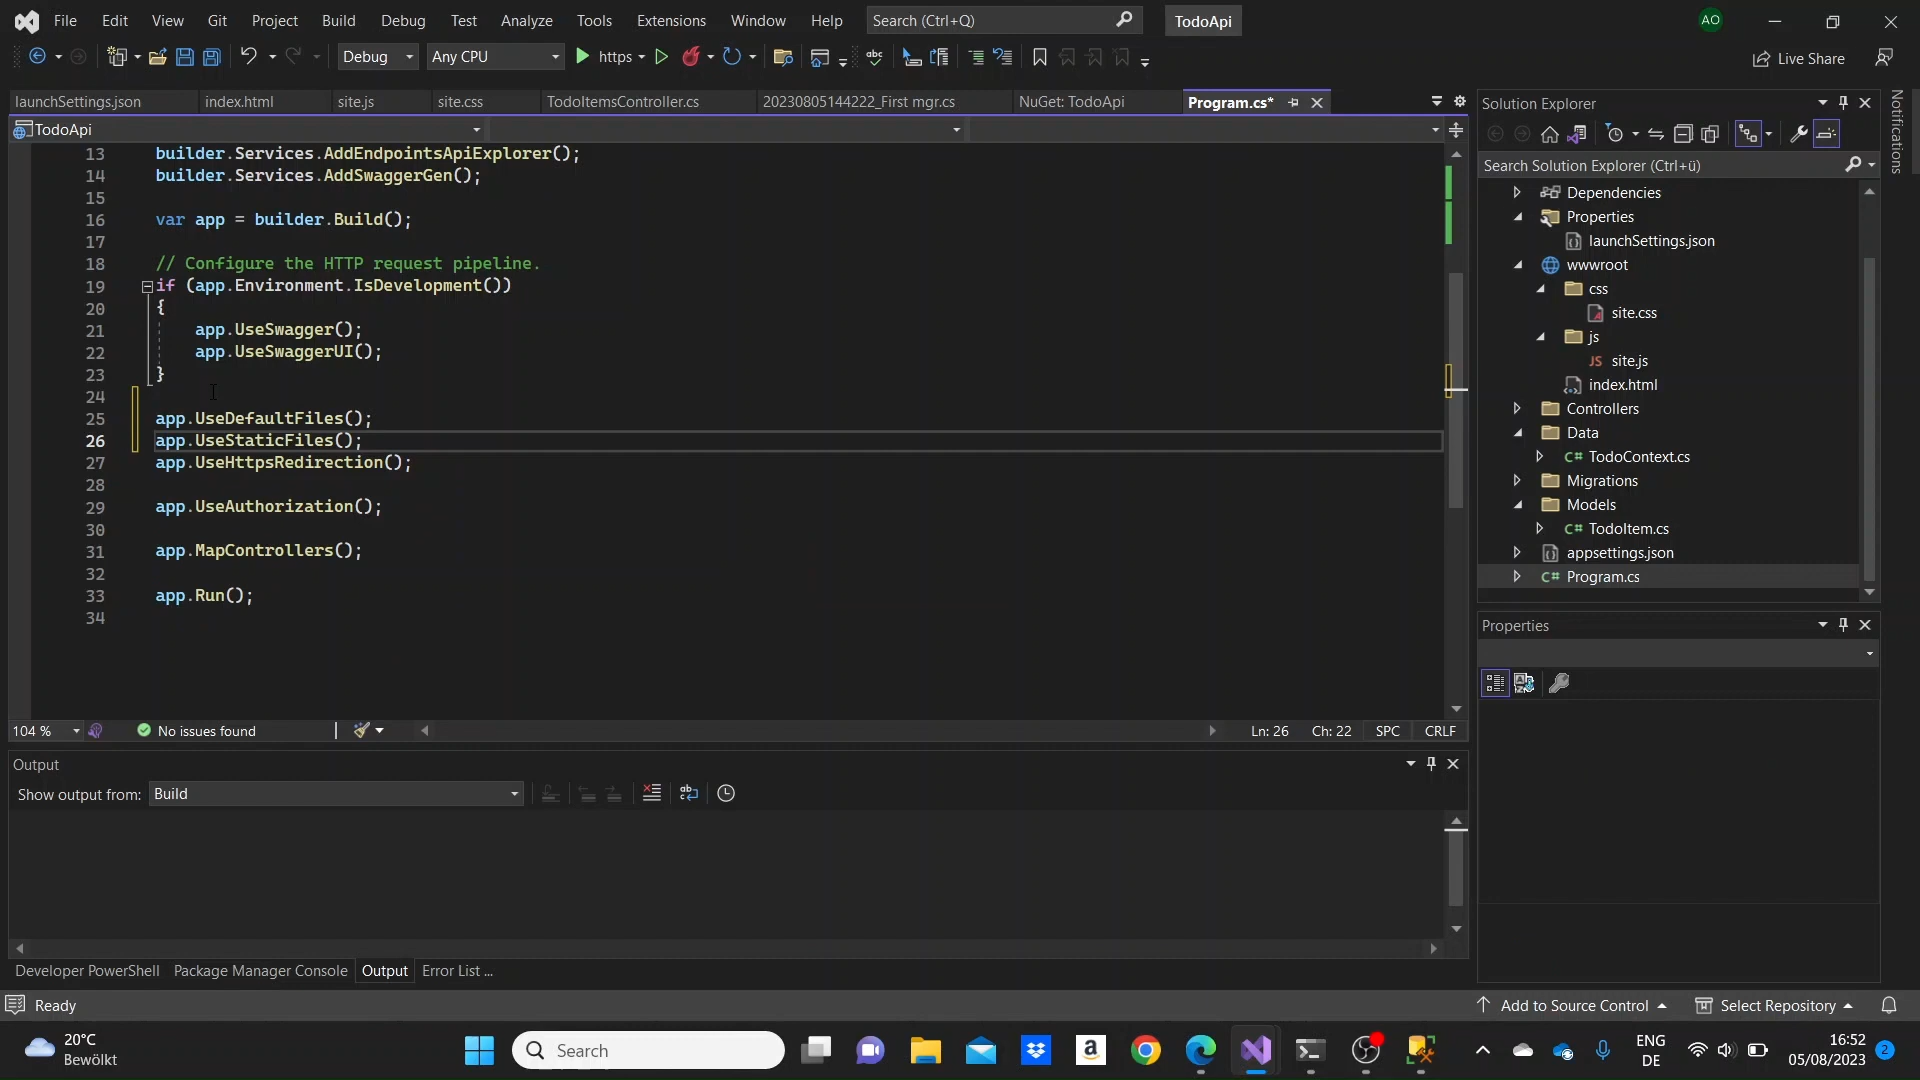 File Edit View Git Project Build Debug Test Analyze Tools Extensions Window Help Search (Ctrl+Q) TodoApi AO
Debug Any CPU https Live Share
launchSettings.json index.html site.js site.css TodoItemsController.cs 20230805144222_First mgr.cs NuGet: TodoApi Program.cs*
TodoApi
13 builder.Services.AddEndpointsApiExplorer();
14 builder.Services.AddSwaggerGen();
15
16 var app = builder.Build();
17
18 // Configure the HTTP request pipeline.
19 if (app.Environment.IsDevelopment())
20 {
21 app.UseSwagger();
22 app.UseSwaggerUI();
23 }
24
25 app.UseDefaultFiles();
26 app.UseStaticFiles();
27 app.UseHttpsRedirection();
28
29 app.UseAuthorization();
30
31 app.MapControllers();
32
33 app.Run();
34
104 % No issues found Ln: 26 Ch: 22 SPC CRLF
Output
Show output from: Build
Developer PowerShell Package Manager Console Output Error List ...
Solution Explorer
Search Solution Explorer (Ctrl+ü)
Dependencies
Properties
launchSettings.json
wwwroot
css
site.css
js
JS site.js
index.html
Controllers
Data
C# TodoContext.cs
Migrations
Models
C# TodoItem.cs
appsettings.json
C# Program.cs
Properties
Notifications
Ready Add to Source Control Select Repository
20°C
Bewölkt
Search
ENG
DE
16:52
05/08/2023
2